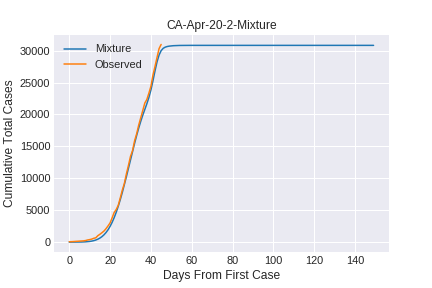 CA-Apr-20-2-Mixture
Mixture
Observed
Cumulative Total Cases
30000
25000
20000
15000
10000
5000
0
0 20 40 60 80 100 120 140
Days From First Case